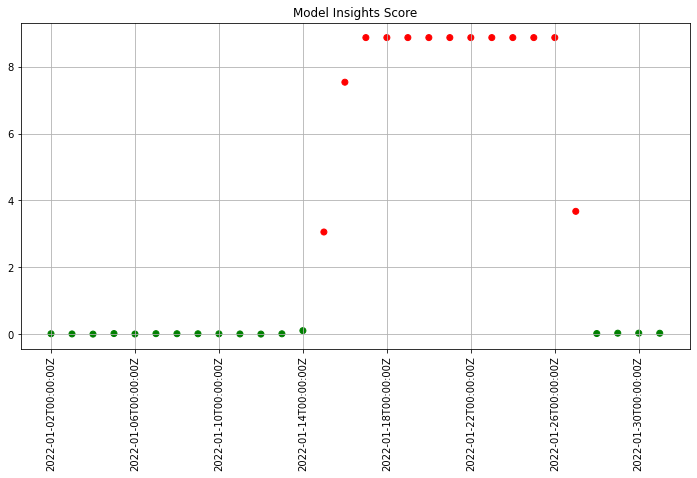 Model Insights Score
8
6
4
2
0
2022-01-02T00:00:00Z
2022-01-06T00:00:00Z
2022-01-10T00:00:00Z
2022-01-14T00:00:00Z
2022-01-18T00:00:00Z
2022-01-22T00:00:00Z
2022-01-26T00:00:00Z
2022-01-30T00:00:00Z